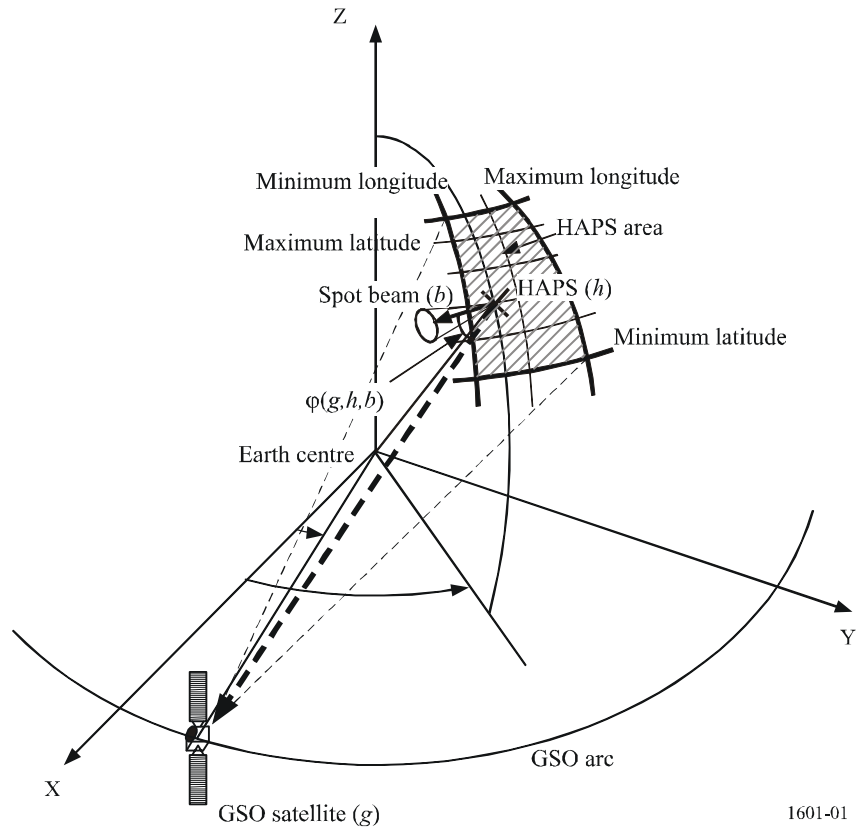 Z
Minimum longitude
Maximum longitude
Maximum latitude
HAPS area
Spot beam (b)
HAPS (h)
Minimum latitude
φ(g,h,b)
Earth centre
Y
GSO arc
X
GSO satellite (g)
1601-01